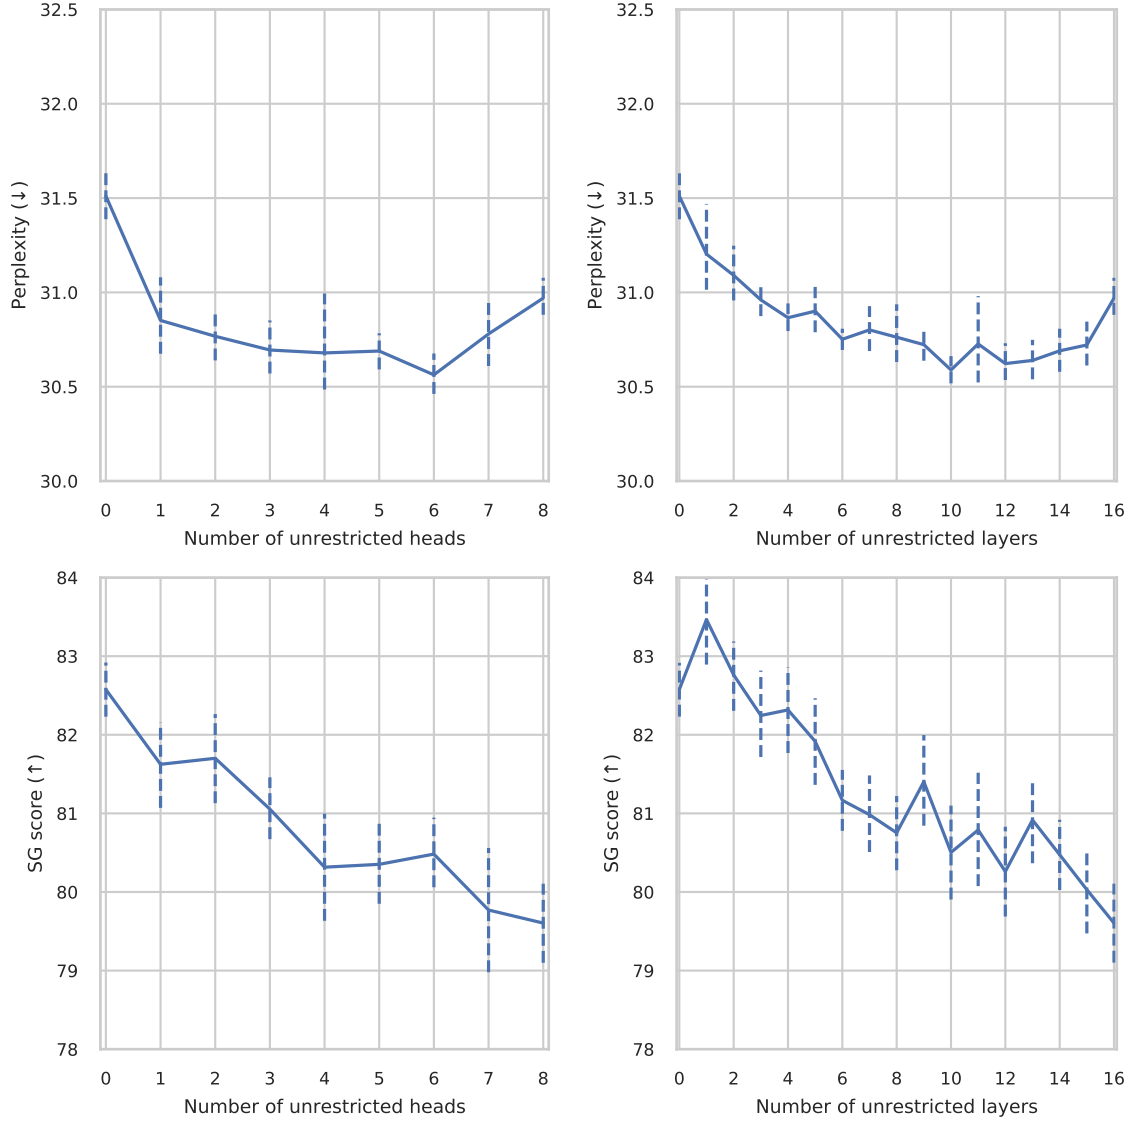 32.5
32.0
31.5
31.0
30.5
30.0
Perplexity (↓)
0 1 2 3 4 5 6 7 8
Number of unrestricted heads
32.5
32.0
31.5
31.0
30.5
30.0
Perplexity (↓)
0 2 4 6 8 10 12 14 16
Number of unrestricted layers
84
83
82
81
80
79
78
SG score (↑)
0 1 2 3 4 5 6 7 8
Number of unrestricted heads
84
83
82
81
80
79
78
SG score (↑)
0 2 4 6 8 10 12 14 16
Number of unrestricted layers